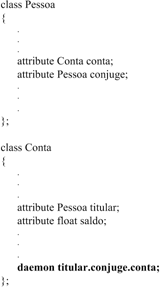 class Pessoa
{
.
.
.
attribute Conta conta;
attribute Pessoa conjuge;
.
.
.
};
class Conta
{
.
.
.
attribute Pessoa titular;
attribute float saldo;
.
.
.
daemon titular.conjuge.conta;
};